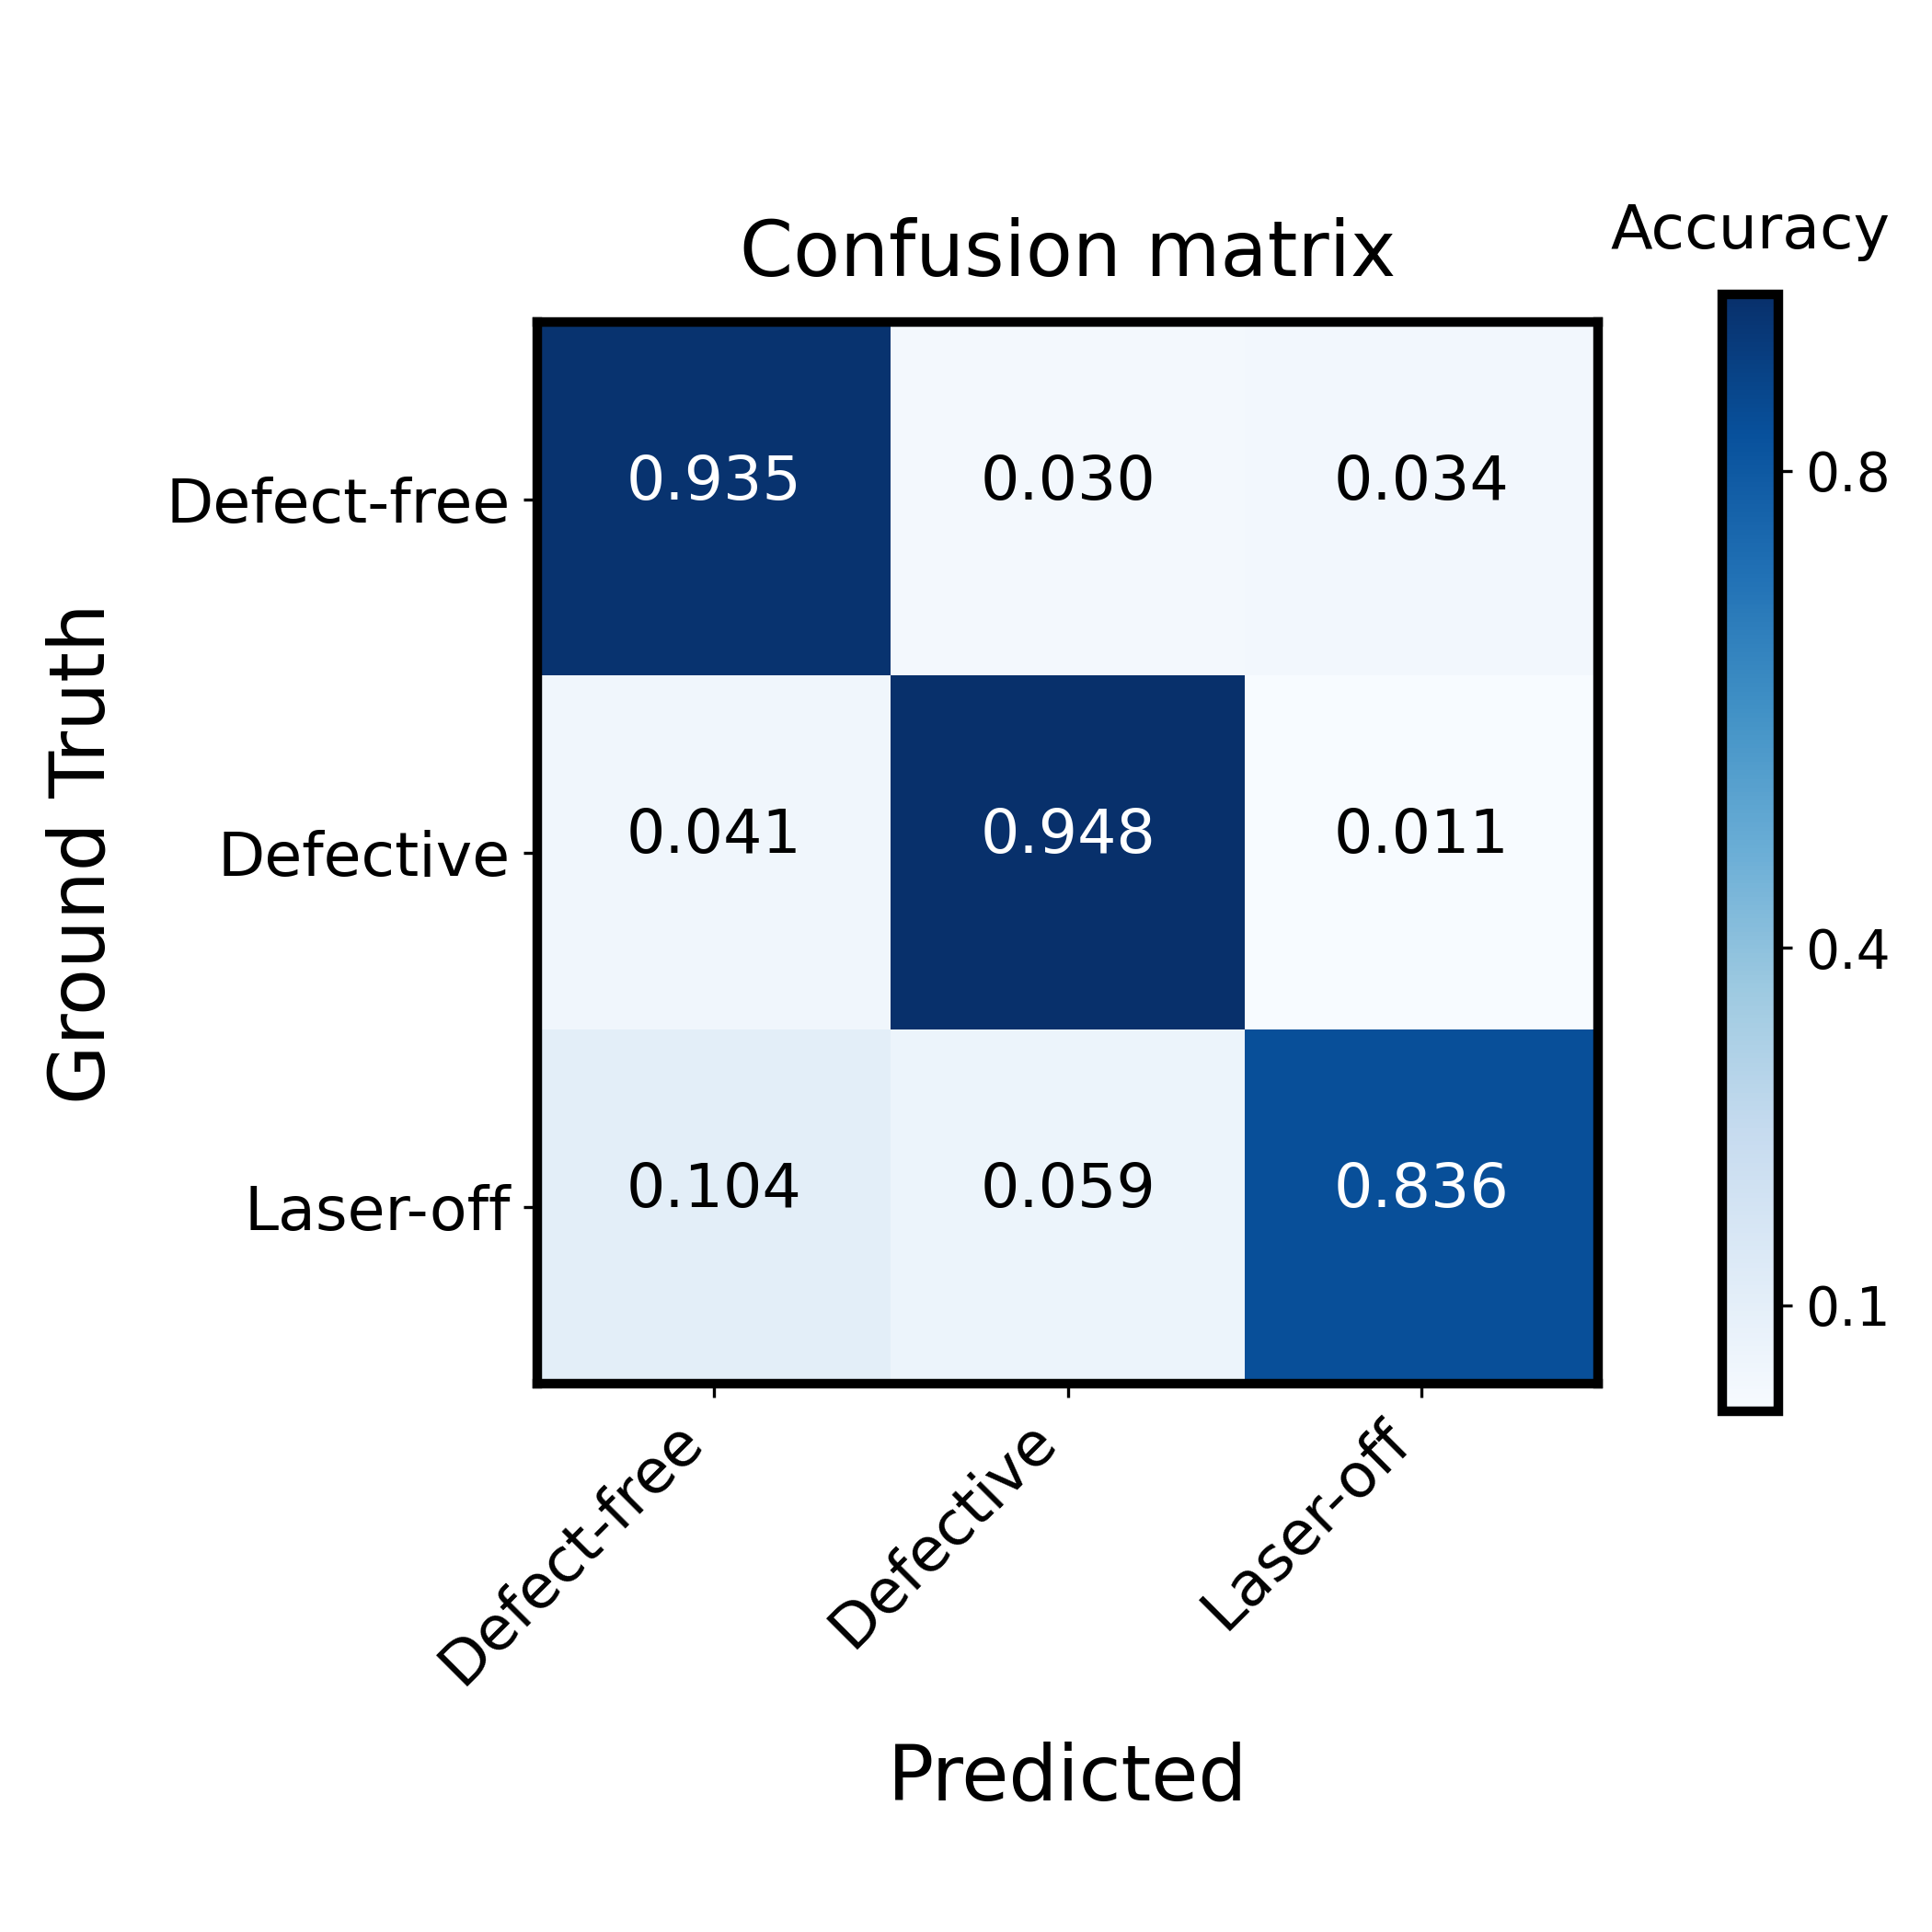 Confusion matrix
Accuracy
Ground Truth
Defect-free
0.935 0.030 0.034
Defective
0.041 0.948 0.011
Laser-off
0.104 0.059 0.836
0.8
0.4
0.1
Defect-free
Defective
Laser-off
Predicted